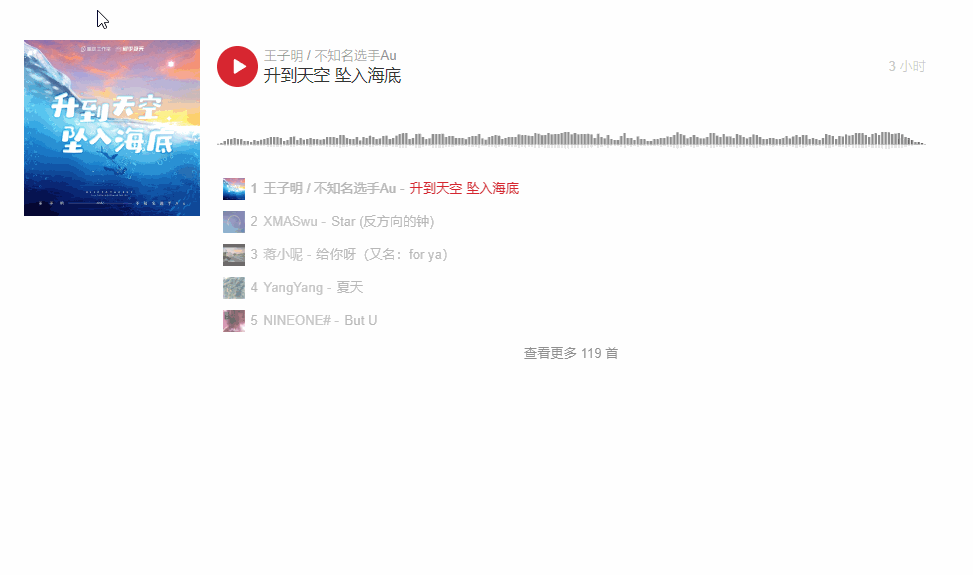 升到天空
坠入海底
王子明 / 不知名选手Au
升到天空 坠入海底
3 小时
1 王子明 / 不知名选手Au - 升到天空 坠入海底
2 XMASwu - Star (反方向的钟)
3 蒋小呢 - 给你呀（又名：for ya）
4 YangYang - 夏天
5 NINEONE# - But U
查看更多 119 首